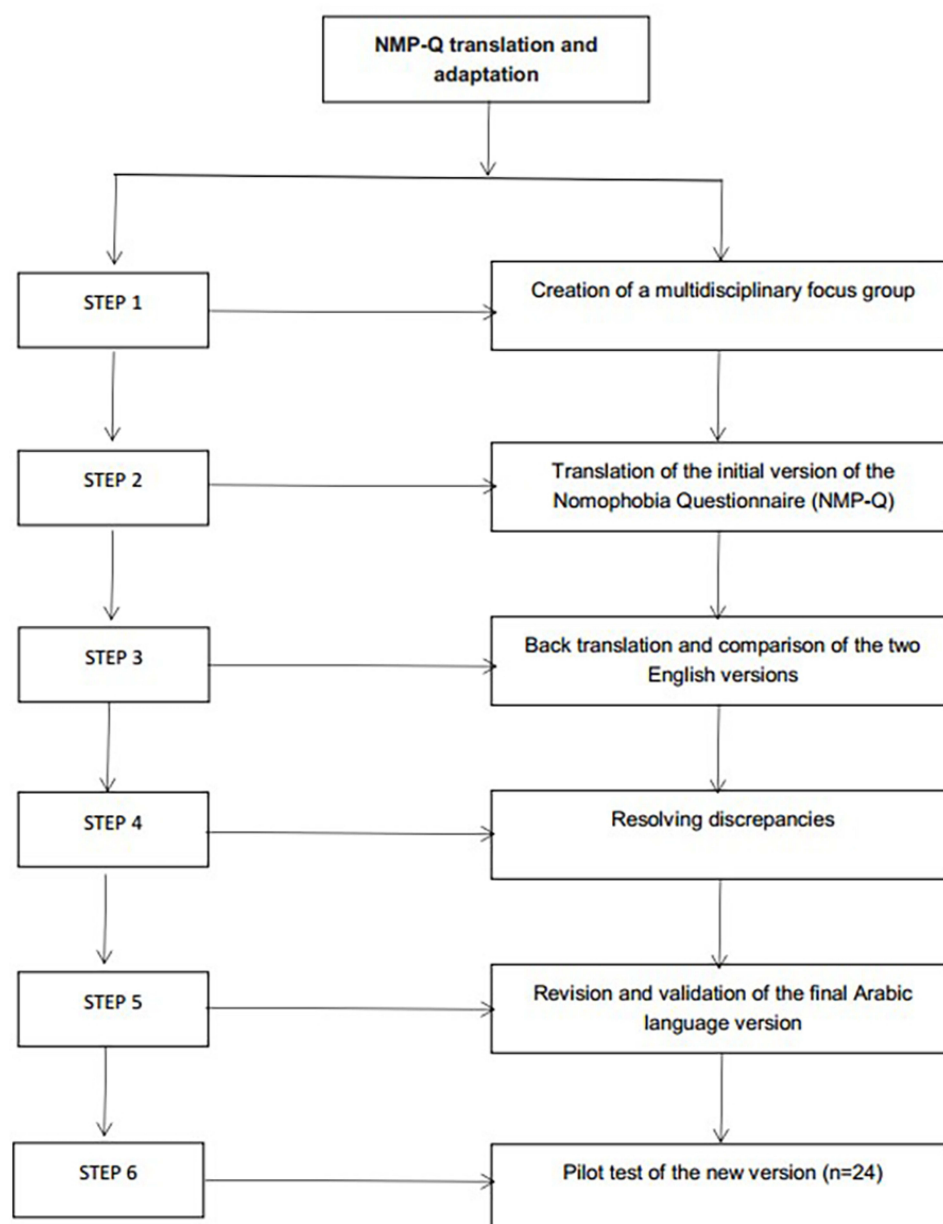 NMP-Q translation and
adaptation
STEP 1
Creation of a multidisciplinary focus group
STEP 2
Translation of the initial version of the
Nomophobia Questionnaire (NMP-Q)
STEP 3
Back translation and comparison of the two
English versions
STEP 4
Resolving discrepancies
STEP 5
Revision and validation of the final Arabic
language version
STEP 6
Pilot test of the new version (n=24)